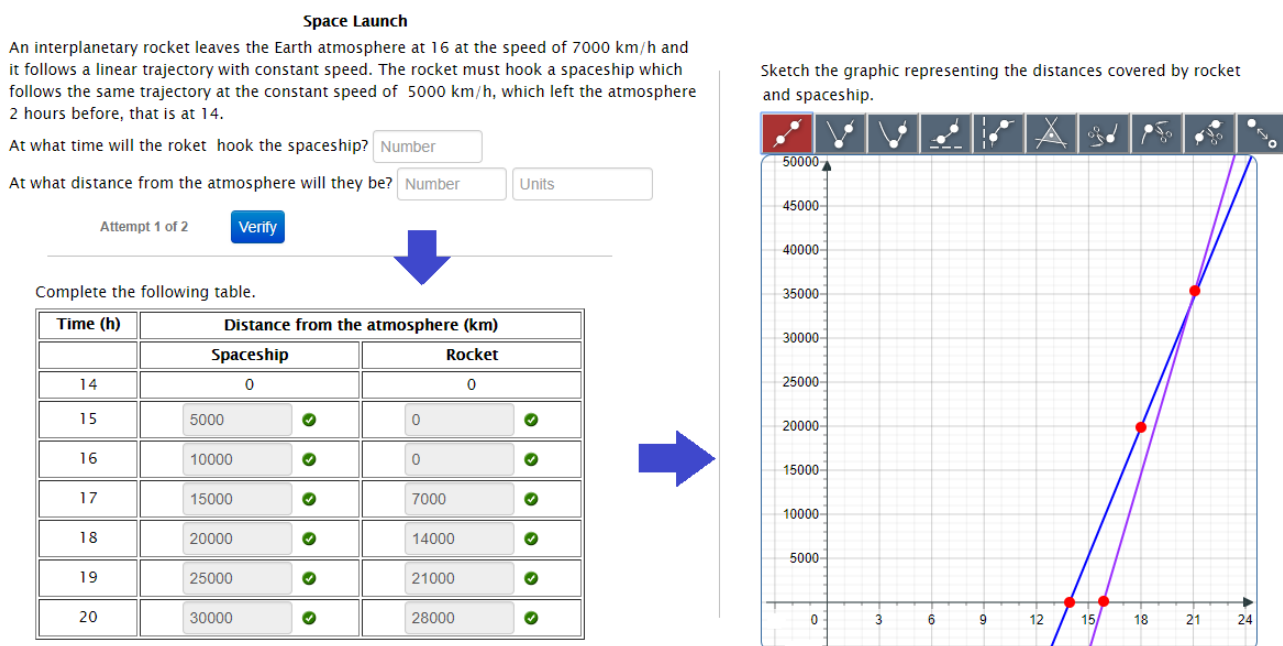 Space Launch
An interplanetary rocket leaves the Earth atmosphere at 16 at the speed of 7000 km/h and
it follows a linear trajectory with constant speed. The rocket must hook a spaceship which
follows the same trajectory at the constant speed of 5000 km/h, which left the atmosphere
2 hours before, that is at 14.
At what time will the roket hook the spaceship? Number
At what distance from the atmosphere will they be? Number Units
Attempt 1 of 2 Verify
Complete the following table.
Time (h) Distance from the atmosphere (km)
Spaceship Rocket
14 0 0
15 5000 0
16 10000 0
17 15000 7000
18 20000 14000
19 25000 21000
20 30000 28000
Sketch the graphic representing the distances covered by rocket
and spaceship.
50000
45000
40000
35000
30000
25000
20000
15000
10000
5000
0 3 6 9 12 15 18 21 24